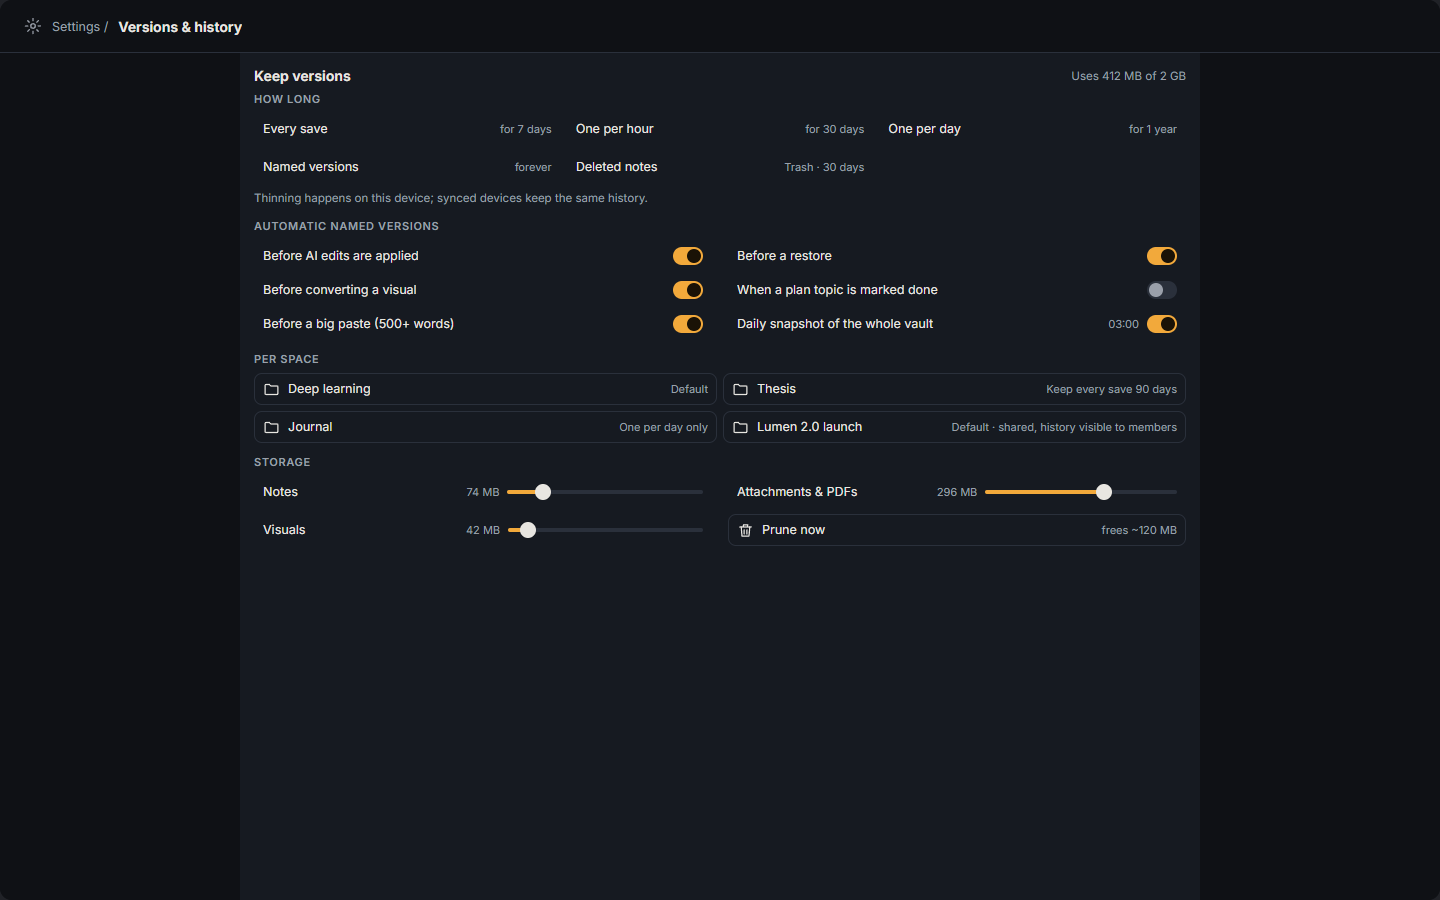 Settings / Versions & history
Keep versions Uses 412 MB of 2 GB
HOW LONG
Every save for 7 days One per hour for 30 days One per day for 1 year
Named versions forever Deleted notes Trash · 30 days
Thinning happens on this device; synced devices keep the same history.
AUTOMATIC NAMED VERSIONS
Before AI edits are applied Before a restore
Before converting a visual When a plan topic is marked done
Before a big paste (500+ words) Daily snapshot of the whole vault 03:00
PER SPACE
Deep learning Default Thesis Keep every save 90 days
Journal One per day only Lumen 2.0 launch Default · shared, history visible to members
STORAGE
Notes 74 MB Attachments & PDFs 296 MB
Visuals 42 MB Prune now frees ~120 MB